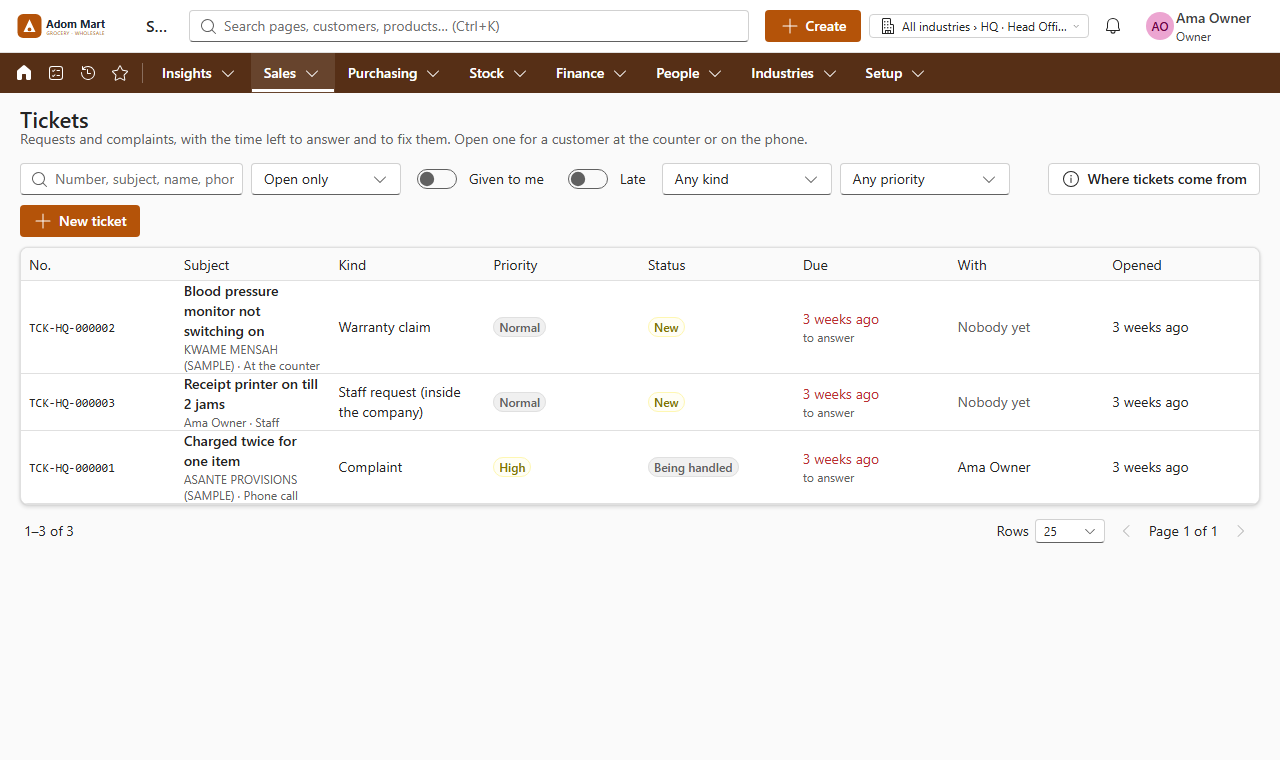 Adom Mart
GROCERY · WHOLESALE
S...
Search pages, customers, products... (Ctrl+K)
Create
All industries › HQ · Head Offi...
AO
Ama Owner
Owner
Insights
Sales
Purchasing
Stock
Finance
People
Industries
Setup
Tickets
Requests and complaints, with the time left to answer and to fix them. Open one for a customer at the counter or on the phone.
Number, subject, name, phor
Open only
Given to me
Late
Any kind
Any priority
Where tickets come from
New ticket
No.
Subject
Kind
Priority
Status
Due
With
Opened
TCK-HQ-000002
Blood pressure
monitor not
switching on
KWAME MENSAH
(SAMPLE) · At the counter
Warranty claim
Normal
New
3 weeks ago
to answer
Nobody yet
3 weeks ago
TCK-HQ-000003
Receipt printer on till
2 jams
Ama Owner · Staff
Staff request (inside
the company)
Normal
New
3 weeks ago
to answer
Nobody yet
3 weeks ago
TCK-HQ-000001
Charged twice for
one item
ASANTE PROVISIONS
(SAMPLE) · Phone call
Complaint
High
Being handled
3 weeks ago
to answer
Ama Owner
3 weeks ago
1–3 of 3
Rows
25
Page 1 of 1